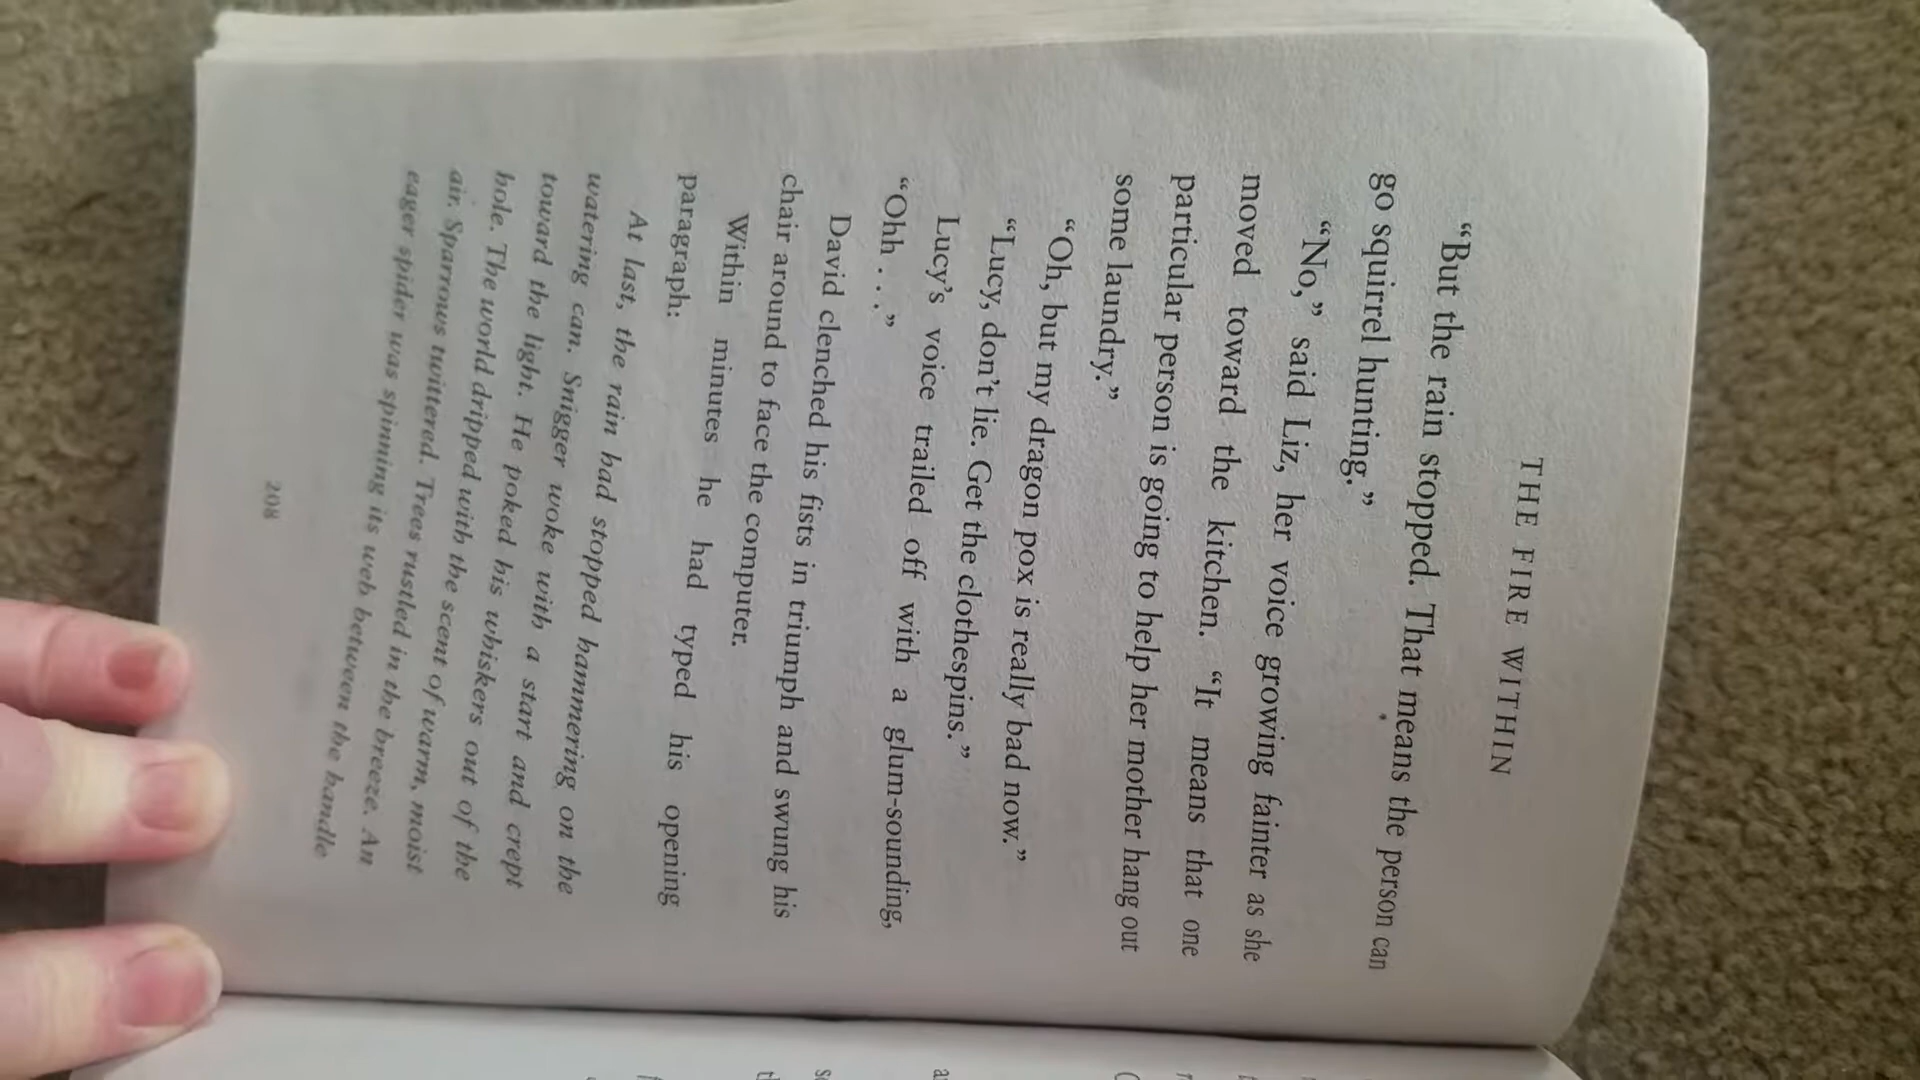 THE FIRE WITHIN
“But the rain stopped. That means the person can
go squirrel hunting.”
“No,” said Liz, her voice growing fainter as she
moved toward the kitchen. “It means that one
particular person is going to help her mother hang out
some laundry.”
“Oh, but my dragon pox is really bad now.”
“Lucy, don’t lie. Get the clothespins.”
Lucy’s voice trailed off with a glum-sounding,
“Ohh . . .”
David clenched his fists in triumph and swung his
chair around to face the computer.
Within minutes he had typed his opening
paragraph:
At last, the rain had stopped hammering on the
watering can. Snigger woke with a start and crept
toward the light. He poked his whiskers out of the
hole. The world dripped with the scent of warm, moist
air. Sparrows twittered. Trees rustled in the breeze. An
eager spider was spinning its web between the handle
208